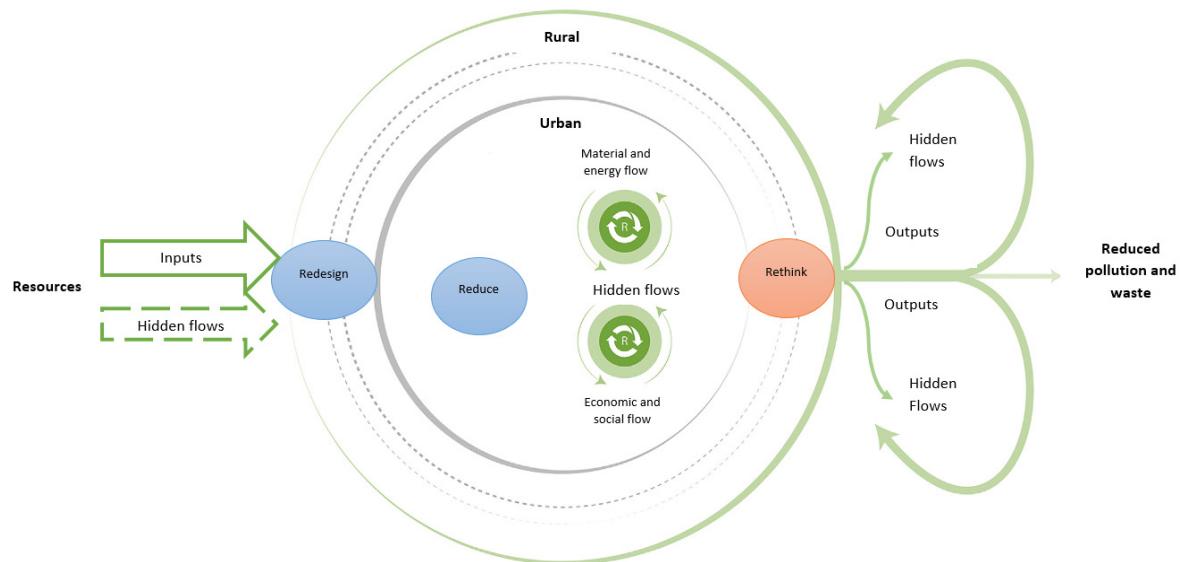 Rural
Urban
Material and
energy flow
R
Resources
Inputs
Hidden flows
Redesign
Reduce
Hidden flows
R
Economic and
social flow
Rethink
Hidden
flows
Outputs
Outputs
Hidden
Flows
Reduced
pollution and
waste